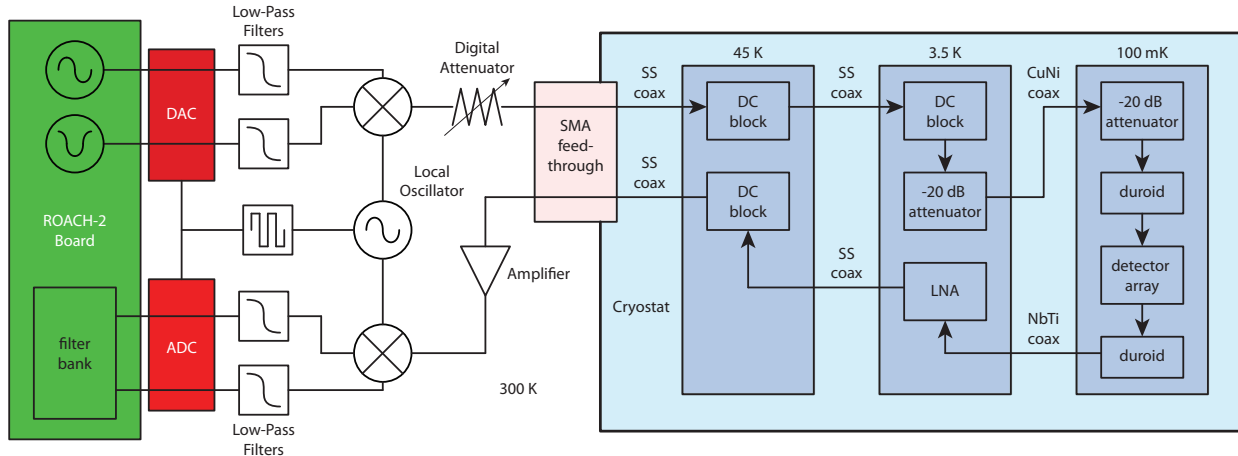 Low-Pass
Filters
DAC
ROACH-2
Board
filter
bank
ADC
Low-Pass
Filters
Digital
Attenuator
Local
Oscillator
Amplifier
300 K
SMA
feed-
through
Cryostat
SS
coax
SS
coax
45 K
DC
block
DC
block
SS
coax
SS
coax
3.5 K
DC
block
-20 dB
attenuator
LNA
CuNi
coax
NbTi
coax
100 mK
-20 dB
attenuator
duroid
detector
array
duroid